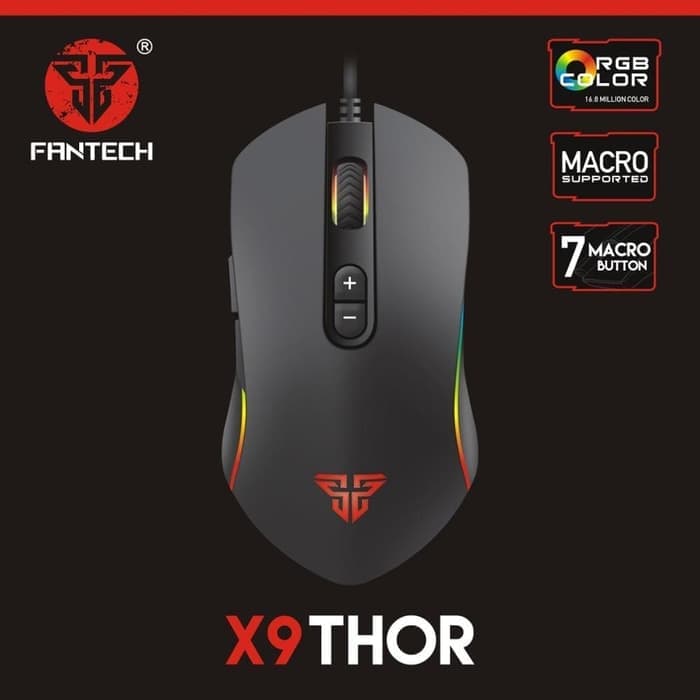 ®
FANTECH
RGB
COLOR
16.8 MILLION COLOR
MACRO
SUPPORTED
7 MACRO
BUTTON
+
−
X9 THOR